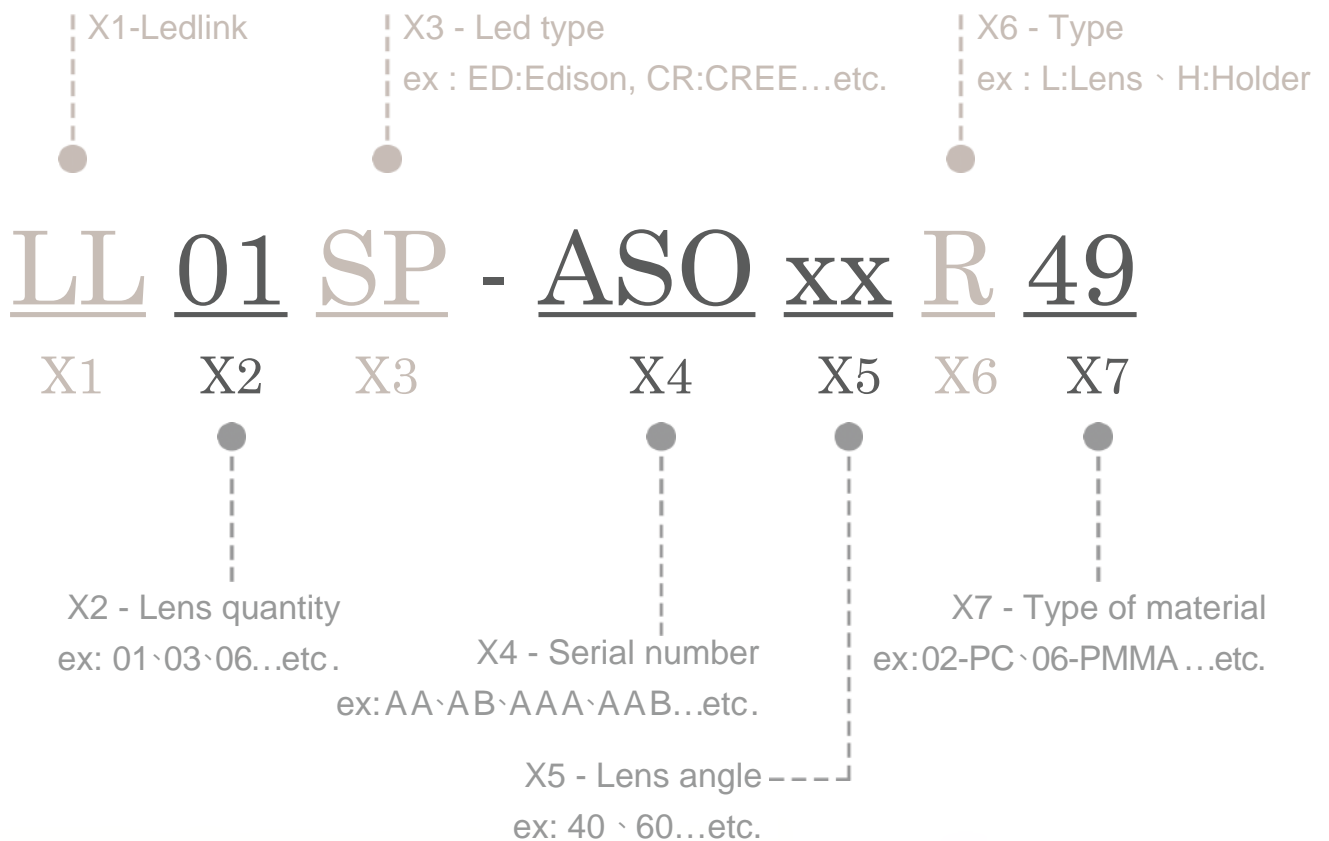 X1-Ledlink
X3 - Led type
ex : ED:Edison, CR:CREE…etc.
X6 - Type
ex : L:Lens、H:Holder
LL 01 SP - ASO xx R 49
X1 X2 X3 X4 X5 X6 X7
X2 - Lens quantity
ex: 01、03、06…etc.
X4 - Serial number
ex:AA、AB、AAA、AAB…etc.
X5 - Lens angle
ex: 40、60…etc.
X7 - Type of material
ex:02-PC、06-PMMA…etc.